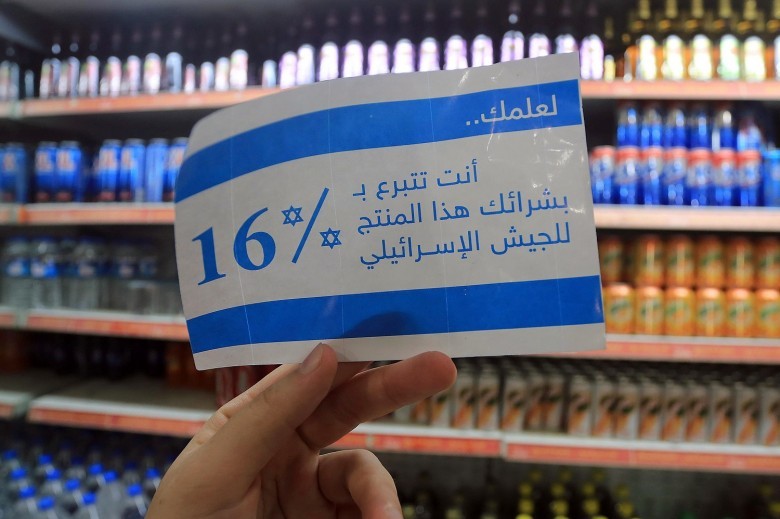 لعلمك..
أنت تتبرع بـ
بشرائك هذا المنتج
للجيش الإسرائيلي
16%